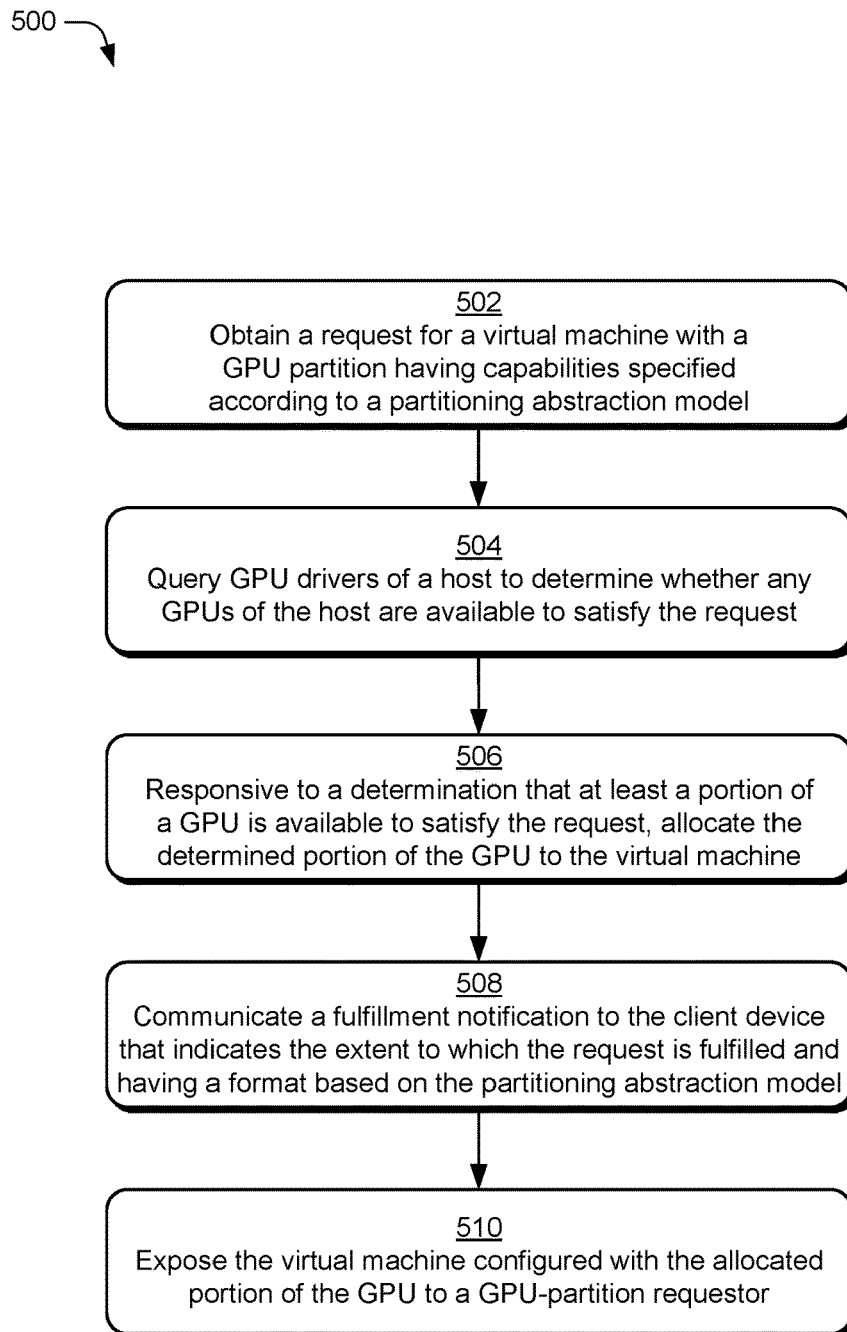 500
502
Obtain a request for a virtual machine with a
GPU partition having capabilities specified
according to a partitioning abstraction model
504
Query GPU drivers of a host to determine whether any
GPUs of the host are available to satisfy the request
506
Responsive to a determination that at least a portion of
a GPU is available to satisfy the request, allocate the
determined portion of the GPU to the virtual machine
508
Communicate a fulfillment notification to the client device
that indicates the extent to which the request is fulfilled and
having a format based on the partitioning abstraction model
510
Expose the virtual machine configured with the allocated
portion of the GPU to a GPU-partition requestor